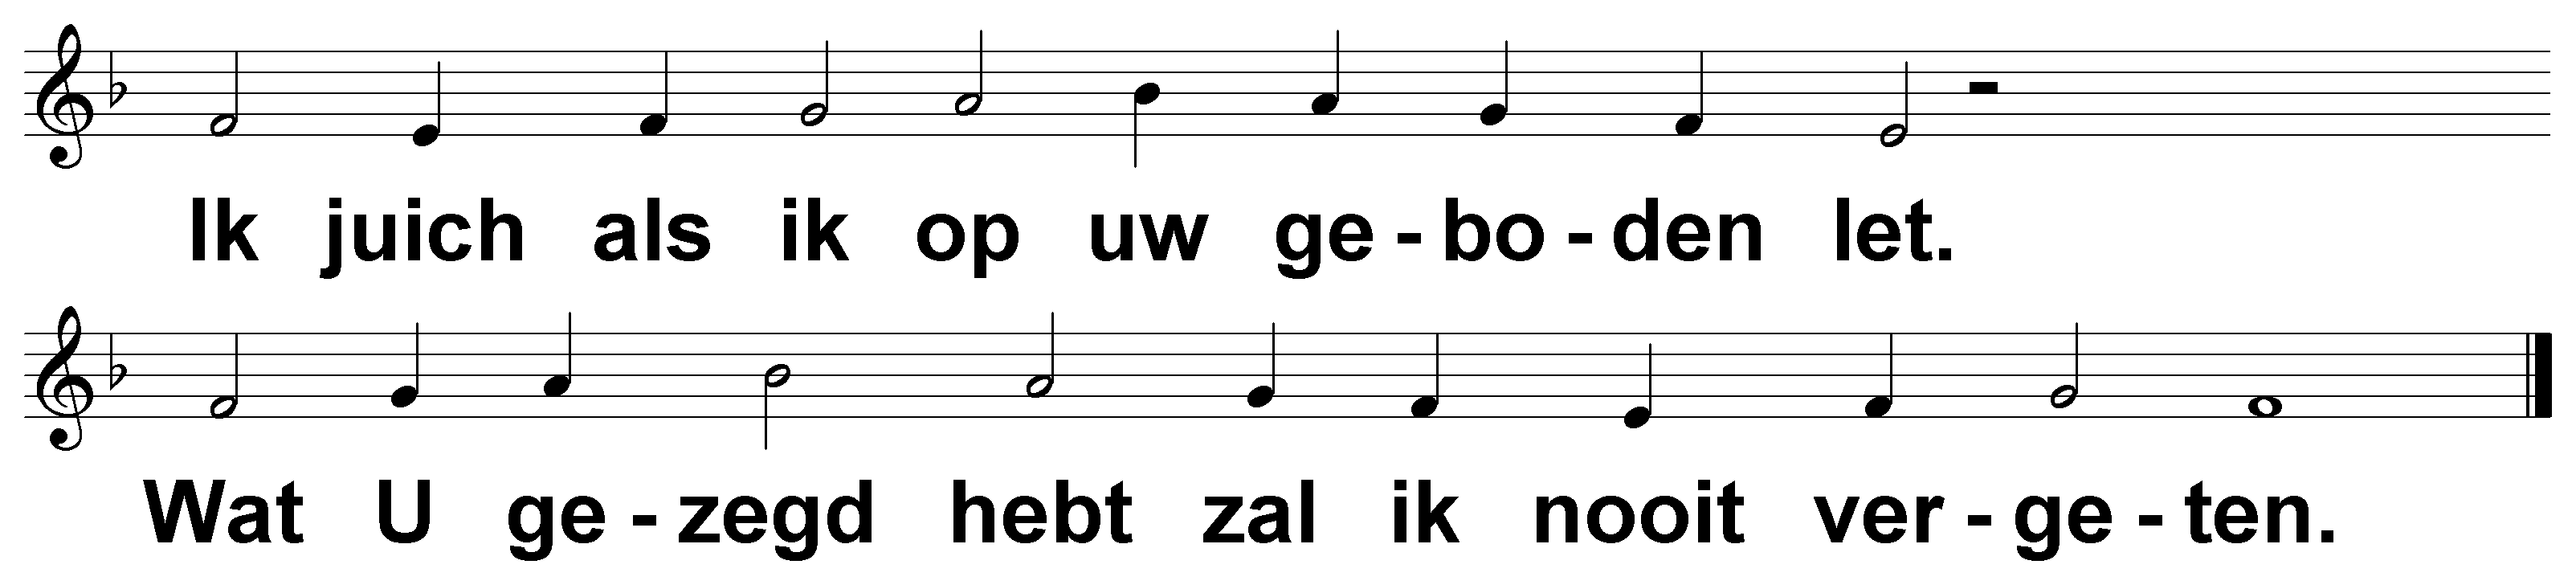 Ik juich als ik op uw ge - bo - den let.
Wat U ge - zegd hebt zal ik nooit ver - ge - ten.